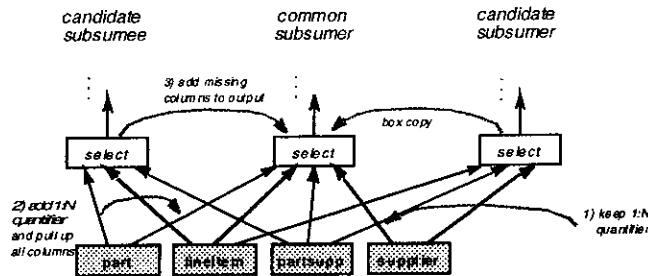 candidate
subsumee
common
subsumer
candidate
subsumer
3) add missing
columns to output
box copy
select
select
select
2) add 1:N
quantifier
and pull up
all columns
1) keep 1:N
quantifier
part
lineitem
partsupp
supplier